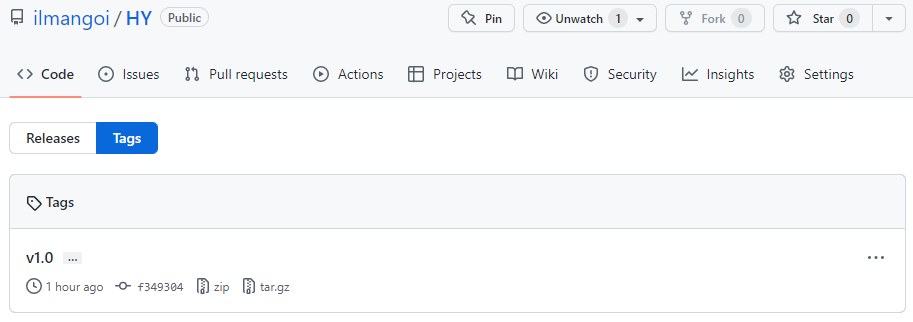 ilmangoi / HY Public Pin Unwatch 1 Fork 0 Star 0
Code Issues Pull requests Actions Projects Wiki Security Insights Settings
Releases Tags
Tags
v1.0 ...
1 hour ago f349304 zip tar.gz